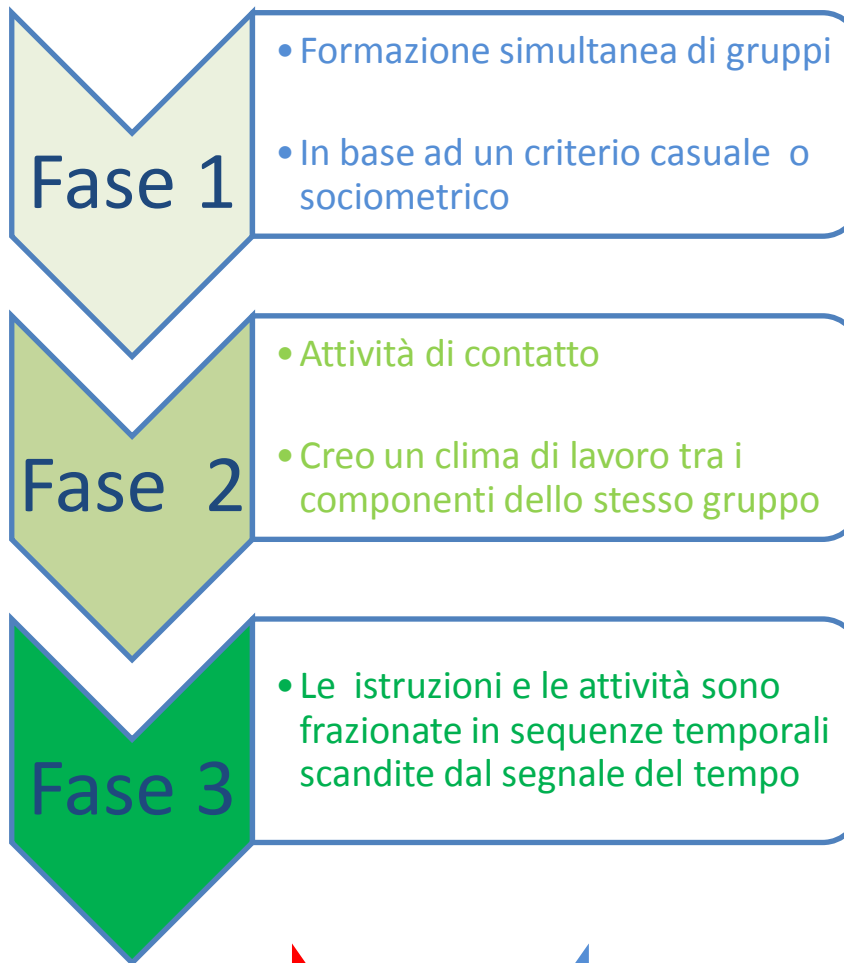 Fase 1
• Formazione simultanea di gruppi
• In base ad un criterio casuale o
sociometrico
Fase 2
• Attività di contatto
• Creo un clima di lavoro tra i
componenti dello stesso gruppo
Fase 3
• Le istruzioni e le attività sono
frazionate in sequenze temporali
scandite dal segnale del tempo